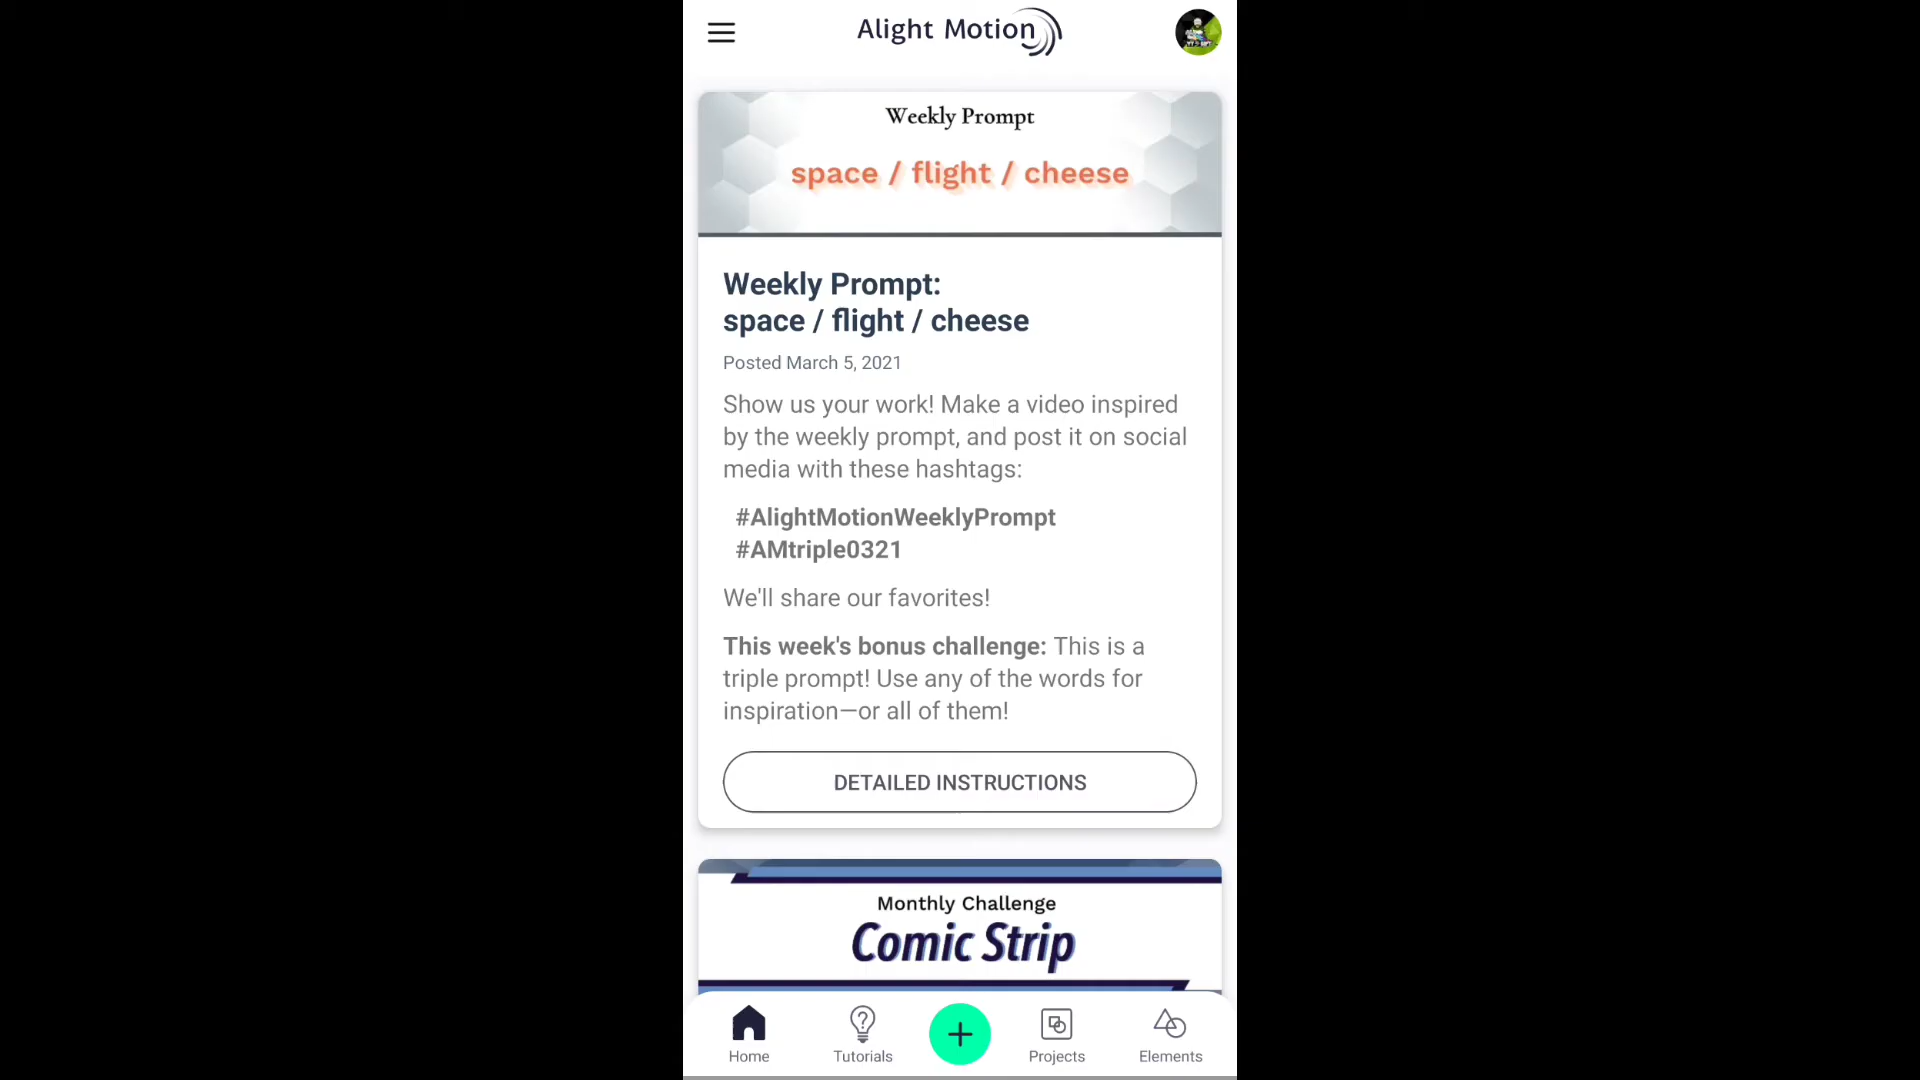 Alight Motion
Weekly Prompt
space / flight / cheese
Weekly Prompt:
space / flight / cheese
Posted March 5, 2021
Show us your work! Make a video inspired
by the weekly prompt, and post it on social
media with these hashtags:
#AlightMotionWeeklyPrompt
#AMtriple0321
We'll share our favorites!
This week's bonus challenge: This is a
triple prompt! Use any of the words for
inspiration—or all of them!
DETAILED INSTRUCTIONS
Monthly Challenge
Comic Strip
Home
Tutorials
Projects
Elements